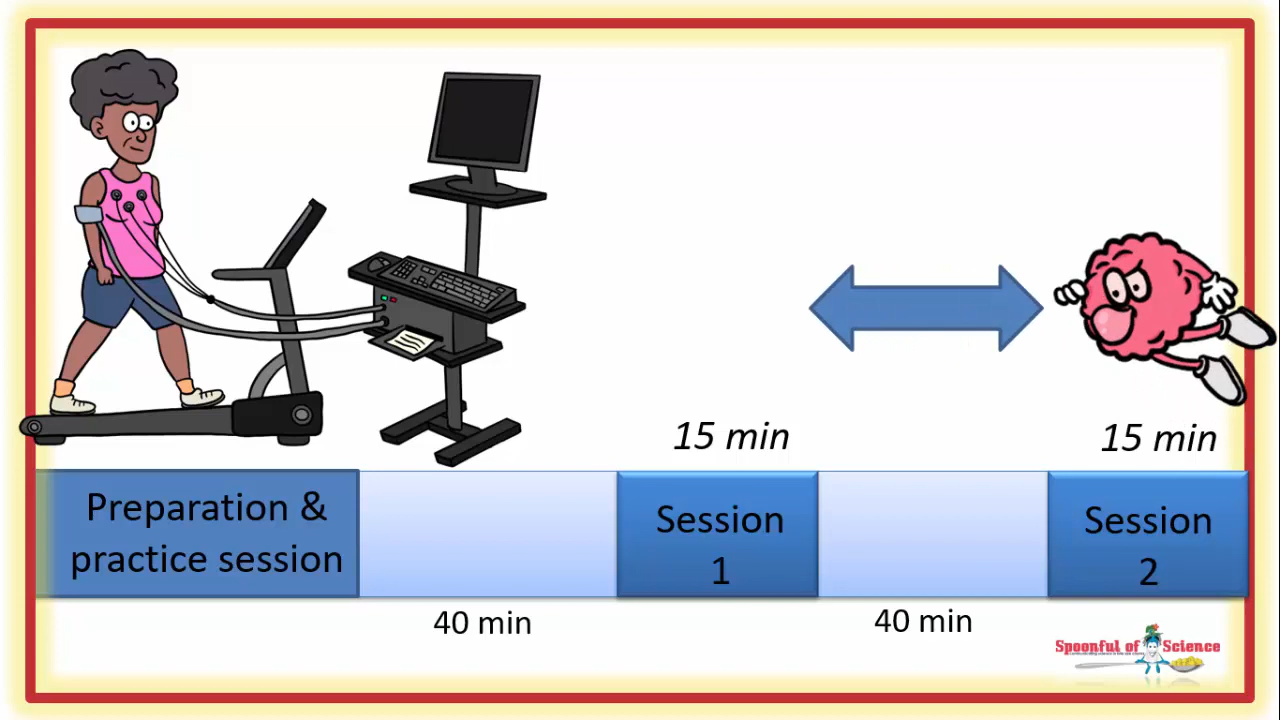 15 min
15 min
Preparation &
practice session
Session
1
Session
2
40 min
40 min
Spoonful of Science